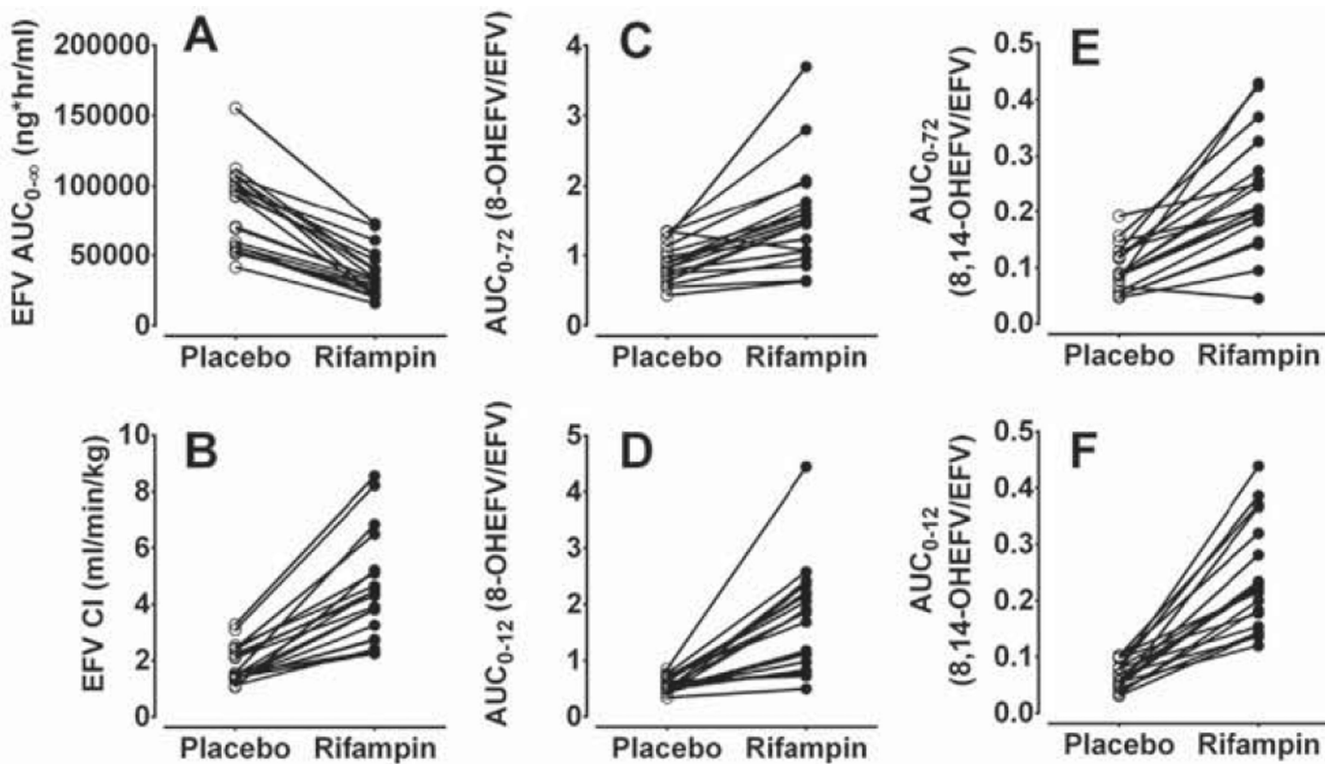 A
EFV AUC0-∞ (ng*hr/ml)
200000
150000
100000
50000
0
Placebo Rifampin
C
AUC0-72 (8-OHEFV/EFV)
4
3
2
1
0
Placebo Rifampin
E
AUC0-72
(8,14-OHEFV/EFV)
0.5
0.4
0.3
0.2
0.1
0.0
Placebo Rifampin
B
EFV Cl (ml/min/kg)
10
8
6
4
2
0
Placebo Rifampin
D
AUC0-12 (8-OHEFV/EFV)
5
4
3
2
1
0
Placebo Rifampin
F
AUC0-12
(8,14-OHEFV/EFV)
0.5
0.4
0.3
0.2
0.1
0.0
Placebo Rifampin